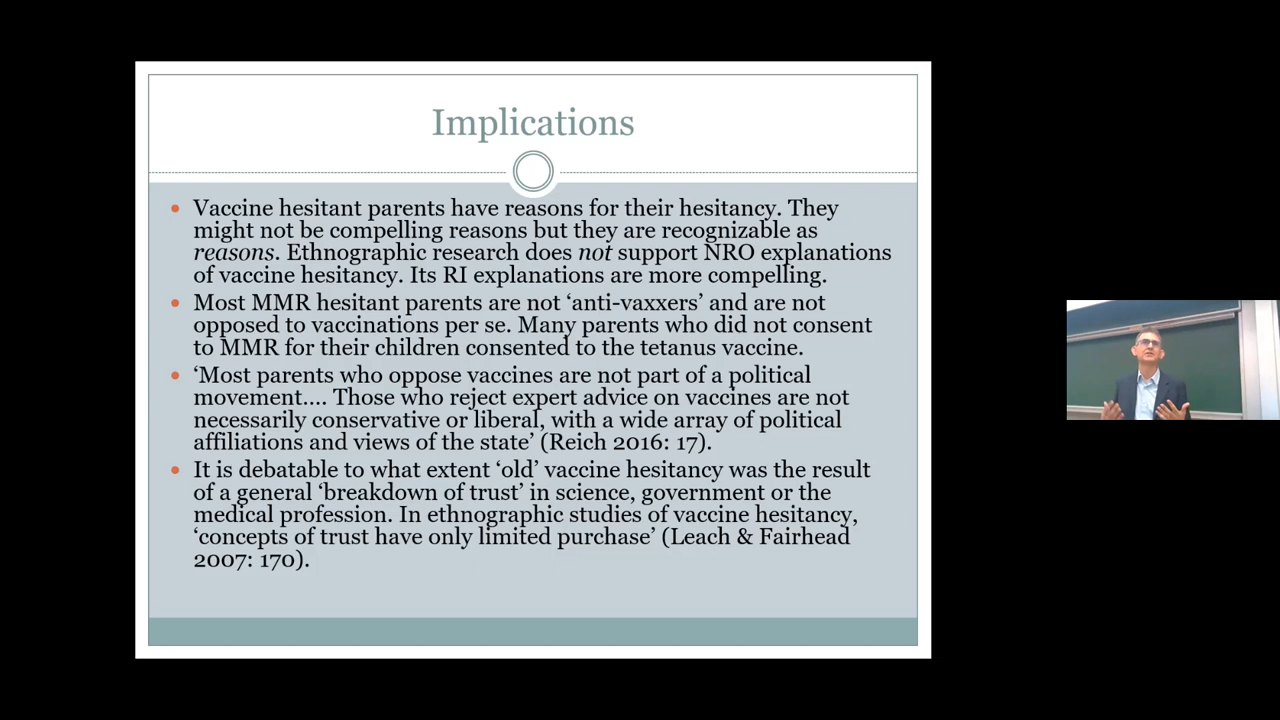 Implications
Vaccine hesitant parents have reasons for their hesitancy. They
might not be compelling reasons but they are recognizable as
reasons. Ethnographic research does not support NRO explanations
of vaccine hesitancy. Its RI explanations are more compelling.
Most MMR hesitant parents are not ‘anti-vaxxers’ and are not
opposed to vaccinations per se. Many parents who did not consent
to MMR for their children consented to the tetanus vaccine.
‘Most parents who oppose vaccines are not part of a political
movement…. Those who reject expert advice on vaccines are not
necessarily conservative or liberal, with a wide array of political
affiliations and views of the state’ (Reich 2016: 17).
It is debatable to what extent ‘old’ vaccine hesitancy was the result
of a general ‘breakdown of trust’ in science, government or the
medical profession. In ethnographic studies of vaccine hesitancy,
‘concepts of trust have only limited purchase’ (Leach & Fairhead
2007: 170).